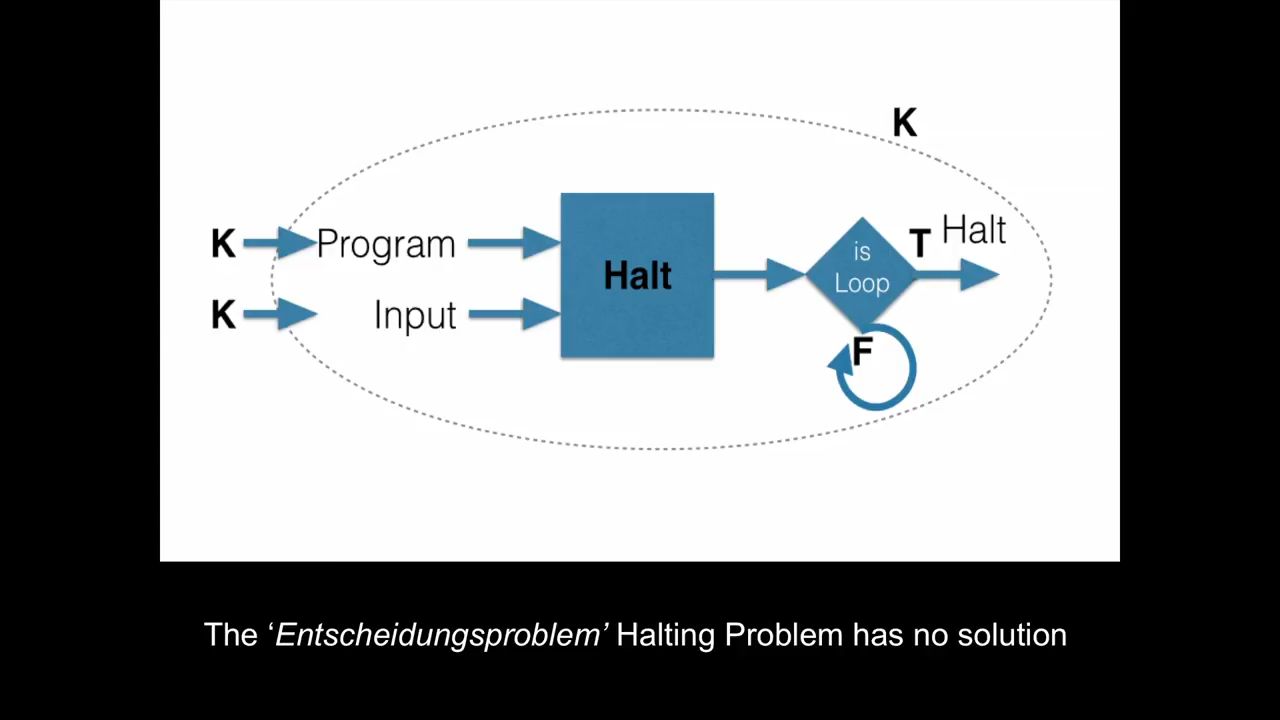 K
K Program
K Input
Halt
is
Loop
T Halt
F
The ‘Entscheidungsproblem’ Halting Problem has no solution